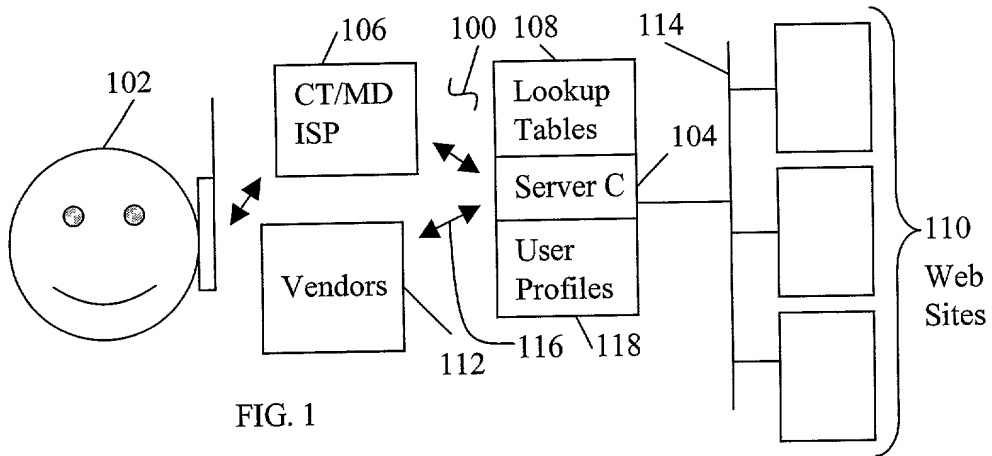 106
100
108
114
102
CT/MD
ISP
Lookup
Tables
104
Server C
110
Web
Sites
Vendors
User
Profiles
112
116
118
FIG. 1